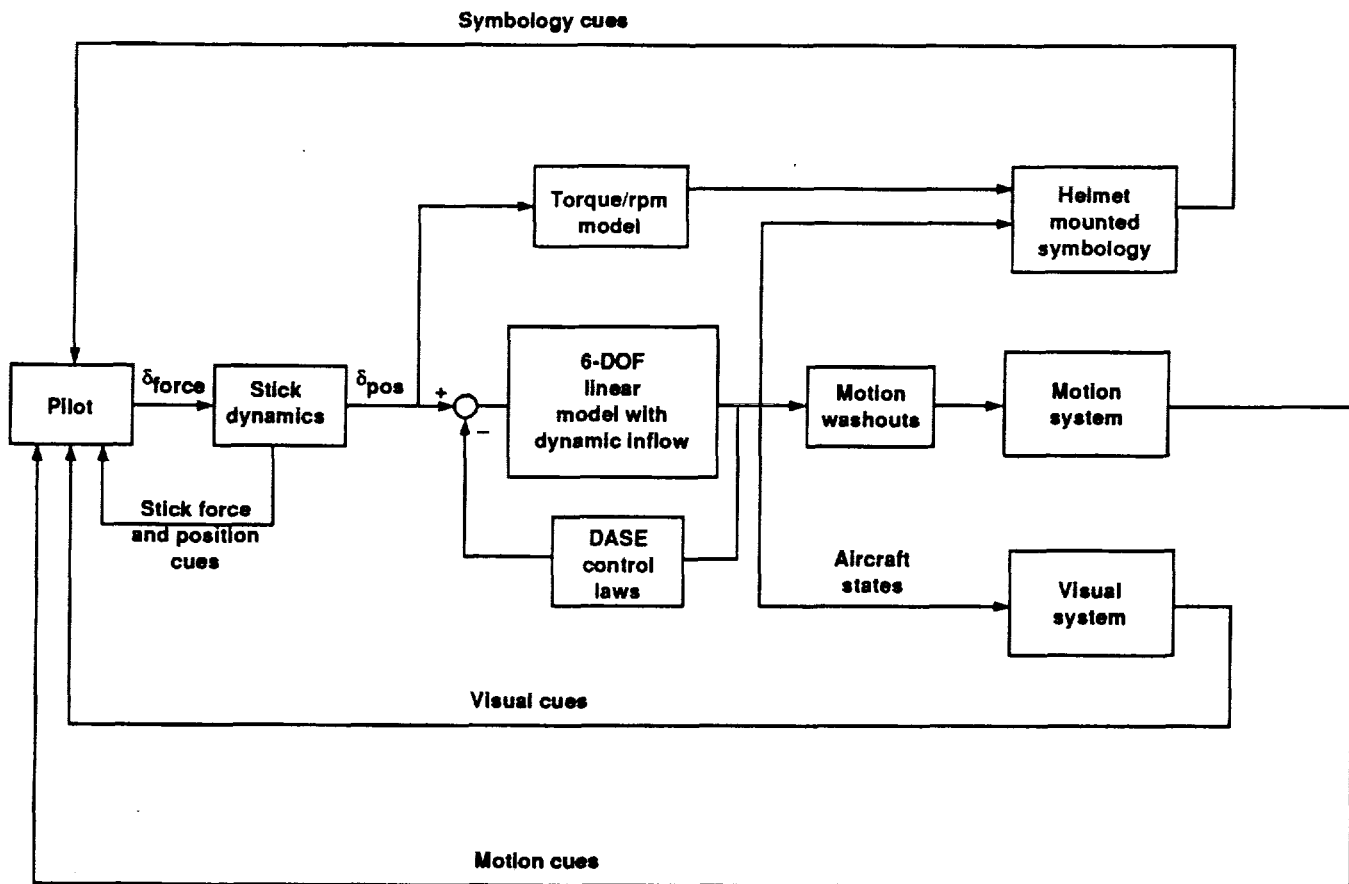 Symbology cues
Torque/rpm
model
Helmet
mounted
symbology
Pilot
δforce
Stick
dynamics
δpos
+
−
6-DOF
linear
model with
dynamic inflow
Motion
washouts
Motion
system
Stick force
and position
cues
DASE
control
laws
Aircraft
states
Visual
system
Visual cues
Motion cues